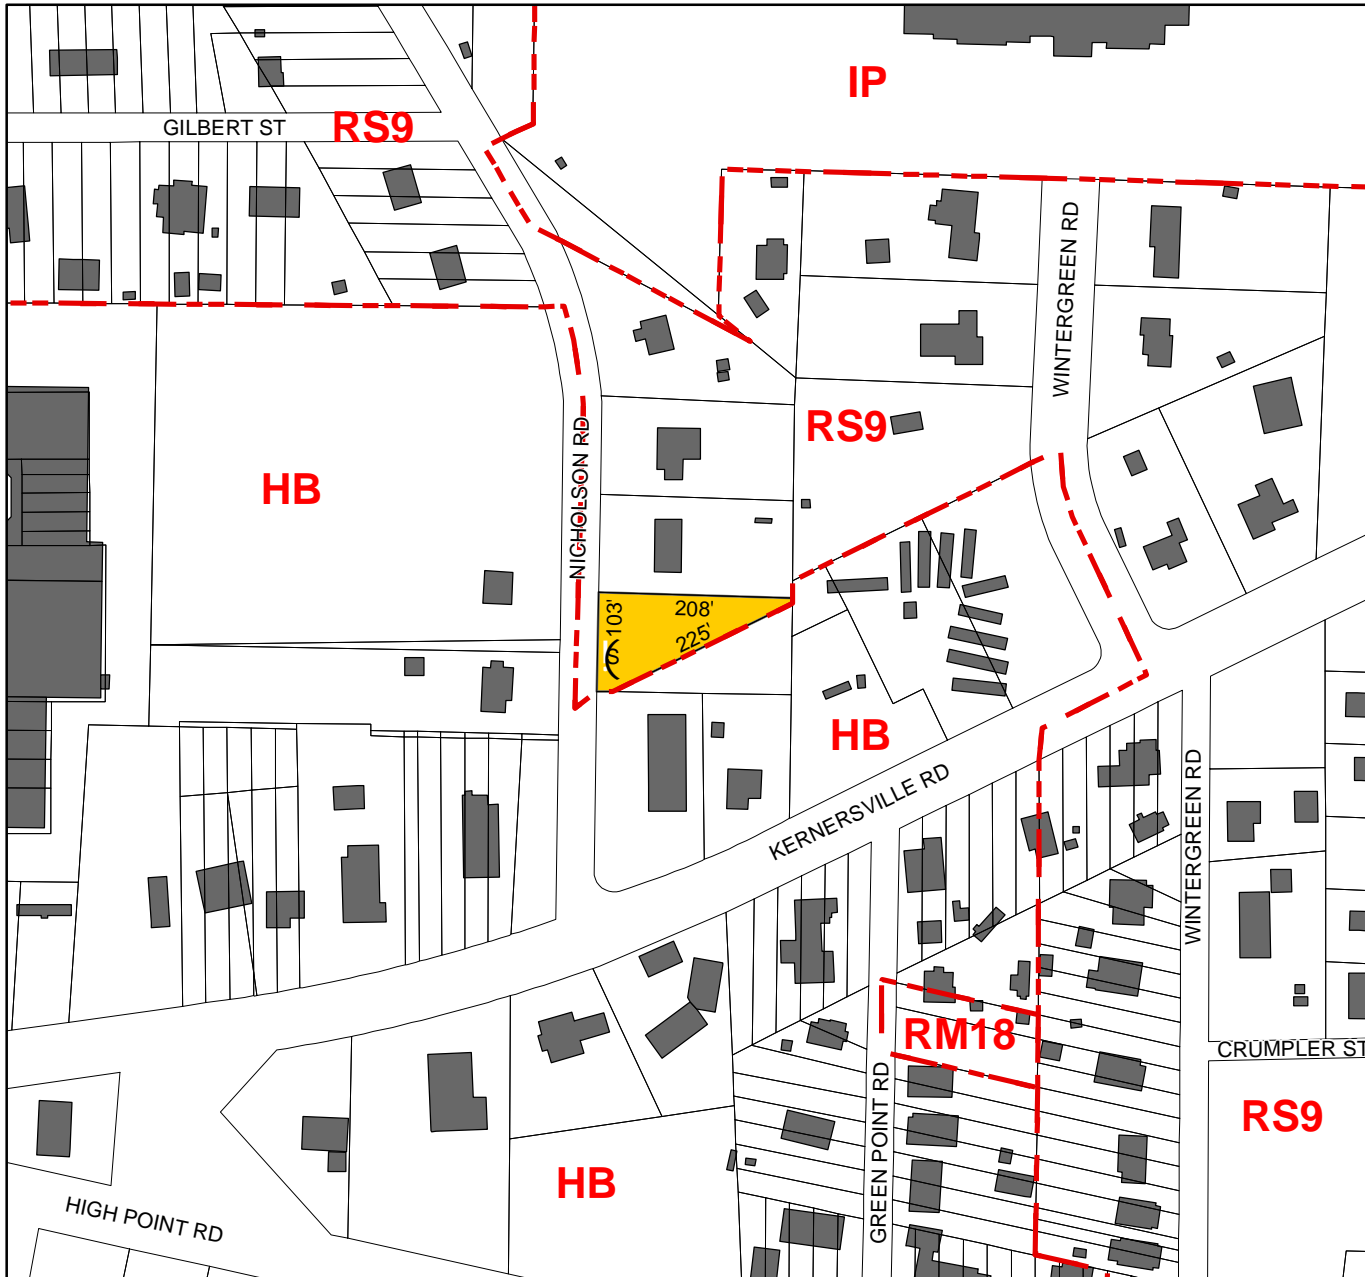 IP
GILBERT ST
RS9
WINTERGREEN RD
RS9
HB
NICHOLSON RD
103'
208'
225'
HB
KERNERSVILLE RD
WINTERGREEN RD
RM18
CRUMPLER ST
GREEN POINT RD
RS9
HB
HIGH POINT RD